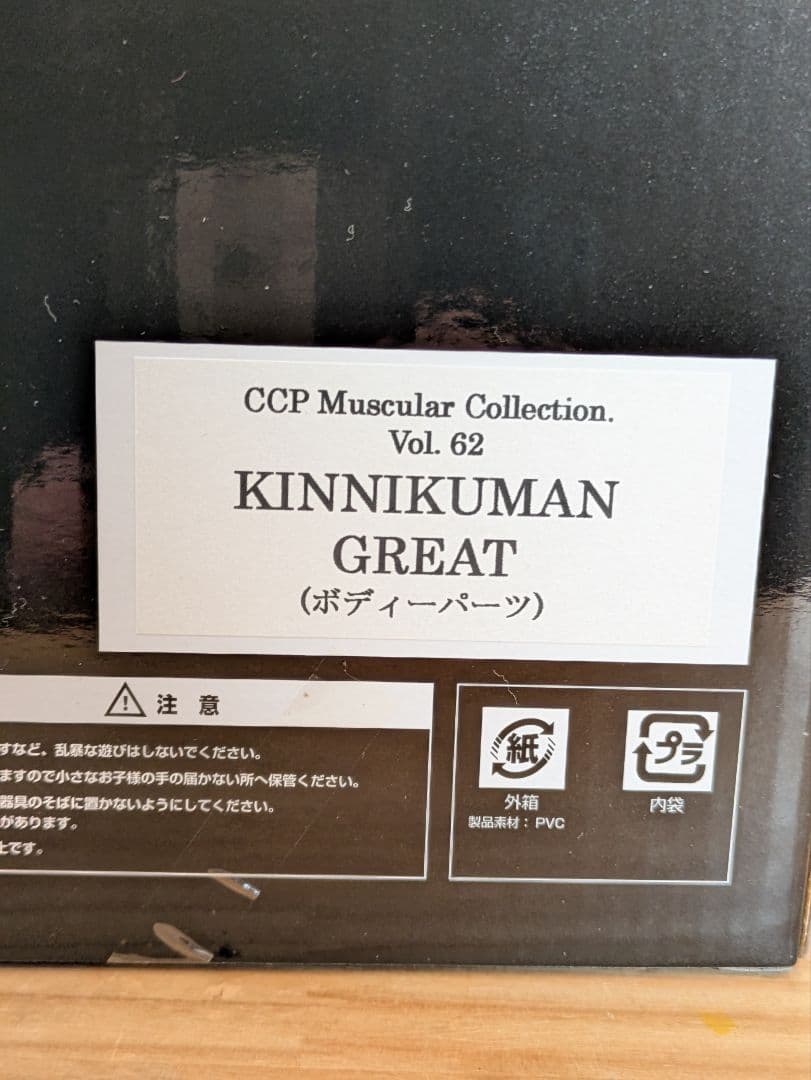 CCP Muscular Collection.
Vol. 62
KINNIKUMAN
GREAT
(ボディーパーツ)
注 意
すなど、乱暴な遊びはしないでください。
ますので小さなお子様の手の届かない所へ保管ください。
器具のそばに置かないようにしてください。
があります。
上です。
紙
外箱
製品素材：PVC
プラ
内袋